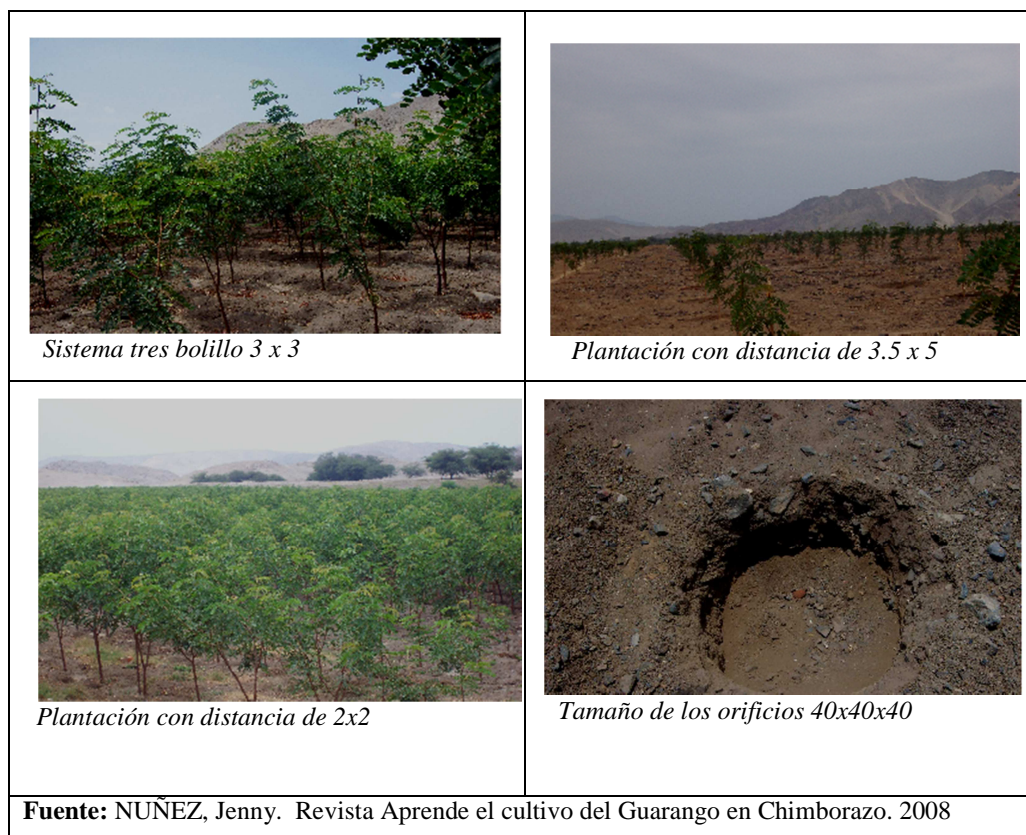 Sistema tres bolillo 3 x 3
Plantación con distancia de 3.5 x 5
Plantación con distancia de 2x2
Tamaño de los orificios 40x40x40
Fuente: NUÑEZ, Jenny. Revista Aprende el cultivo del Guarango en Chimborazo. 2008